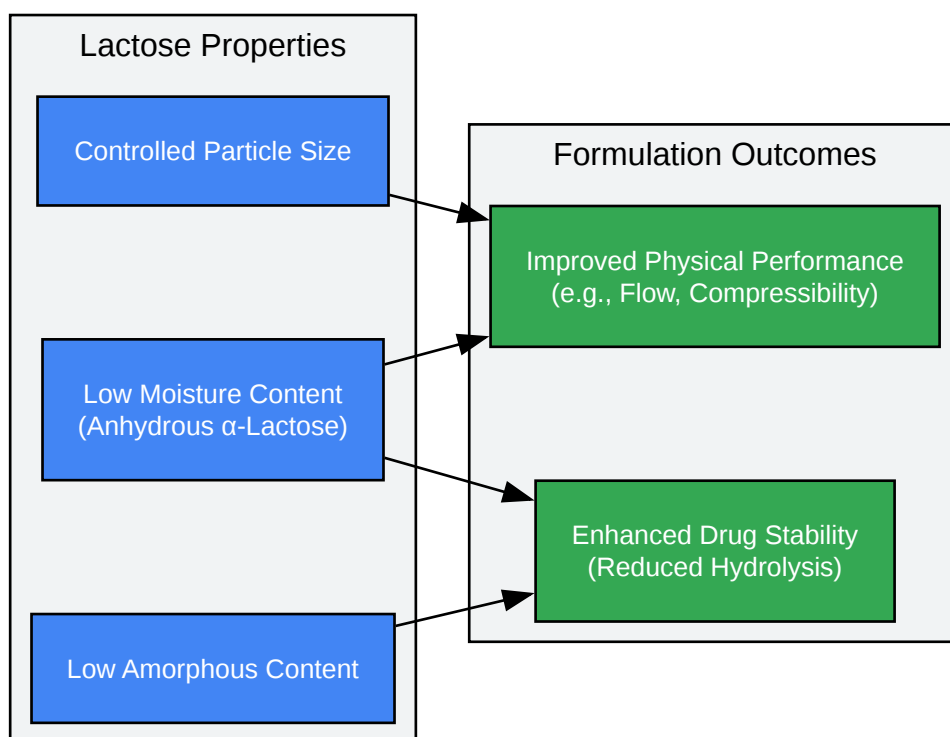 Lactose Properties
Controlled Particle Size
Low Moisture Content
(Anhydrous α-Lactose)
Low Amorphous Content
Formulation Outcomes
Improved Physical Performance
(e.g., Flow, Compressibility)
Enhanced Drug Stability
(Reduced Hydrolysis)